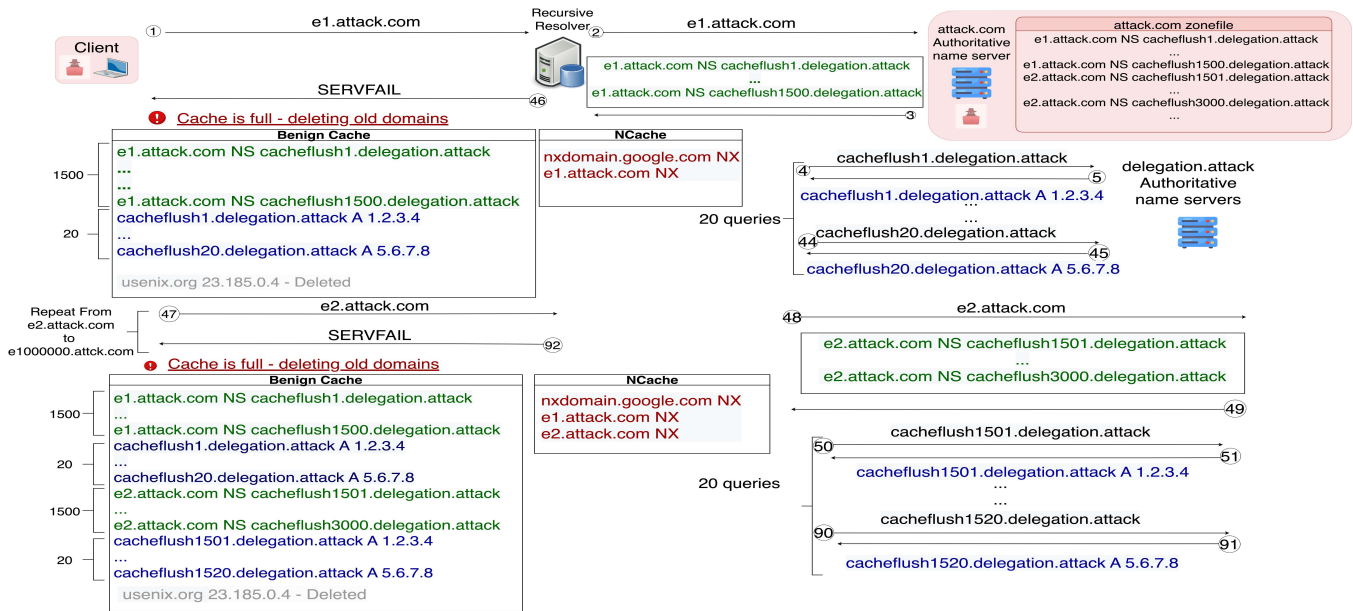 Client
1
e1.attack.com
Recursive
Resolver
2
e1.attack.com
attack.com
Authoritative
name server
attack.com zonefile
e1.attack.com NS cacheflush1.delegation.attack
...
e1.attack.com NS cacheflush1500.delegation.attack
e2.attack.com NS cacheflush1501.delegation.attack
...
e2.attack.com NS cacheflush3000.delegation.attack
...
e1.attack.com NS cacheflush1.delegation.attack
...
e1.attack.com NS cacheflush1500.delegation.attack
3
SERVFAIL
46
Cache is full - deleting old domains
Benign Cache
1500
e1.attack.com NS cacheflush1.delegation.attack
...
...
e1.attack.com NS cacheflush1500.delegation.attack
20
cacheflush1.delegation.attack A 1.2.3.4
...
cacheflush20.delegation.attack A 5.6.7.8
usenix.org 23.185.0.4 - Deleted
NCache
nxdomain.google.com NX
e1.attack.com NX
20 queries
cacheflush1.delegation.attack
4
5
cacheflush1.delegation.attack A 1.2.3.4
...
...
cacheflush20.delegation.attack
44
45
cacheflush20.delegation.attack A 5.6.7.8
delegation.attack
Authoritative
name servers
Repeat From
e2.attack.com
to
e1000000.attck.com
47
e2.attack.com
SERVFAIL
92
48
e2.attack.com
e2.attack.com NS cacheflush1501.delegation.attack
...
e2.attack.com NS cacheflush3000.delegation.attack
49
Cache is full - deleting old domains
Benign Cache
1500
e1.attack.com NS cacheflush1.delegation.attack
...
e1.attack.com NS cacheflush1500.delegation.attack
20
cacheflush1.delegation.attack A 1.2.3.4
...
cacheflush20.delegation.attack A 5.6.7.8
1500
e2.attack.com NS cacheflush1501.delegation.attack
...
e2.attack.com NS cacheflush3000.delegation.attack
20
cacheflush1501.delegation.attack A 1.2.3.4
...
cacheflush1520.delegation.attack A 5.6.7.8
usenix.org 23.185.0.4 - Deleted
NCache
nxdomain.google.com NX
e1.attack.com NX
e2.attack.com NX
20 queries
cacheflush1501.delegation.attack
50
51
cacheflush1501.delegation.attack A 1.2.3.4
...
...
cacheflush1520.delegation.attack
90
91
cacheflush1520.delegation.attack A 5.6.7.8